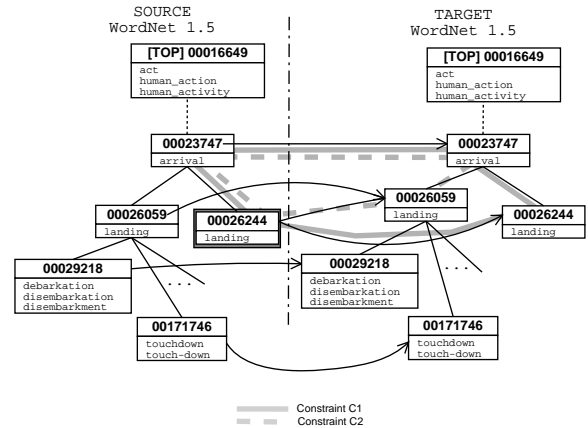 SOURCE
WordNet 1.5
TARGET
WordNet 1.5
[TOP] 00016649
act
human_action
human_activity
[TOP] 00016649
act
human_action
human_activity
00023747
arrival
00023747
arrival
00026059
landing
00026244
landing
00026059
landing
00026244
landing
00029218
debarkation
disembarkation
disembarkment
...
00029218
debarkation
disembarkation
disembarkment
...
00171746
touchdown
touch-down
00171746
touchdown
touch-down
Constraint C1
Constraint C2